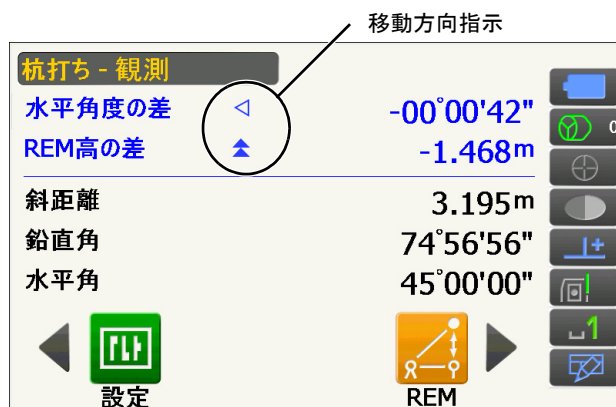 移動方向指示
杭打ち - 観測
水平角度の差 ◁ -00°00'42"
REM高の差 -1.468m
斜距離 3.195m
鉛直角 74°56'56"
水平角 45°00'00"
0
1
設定 REM